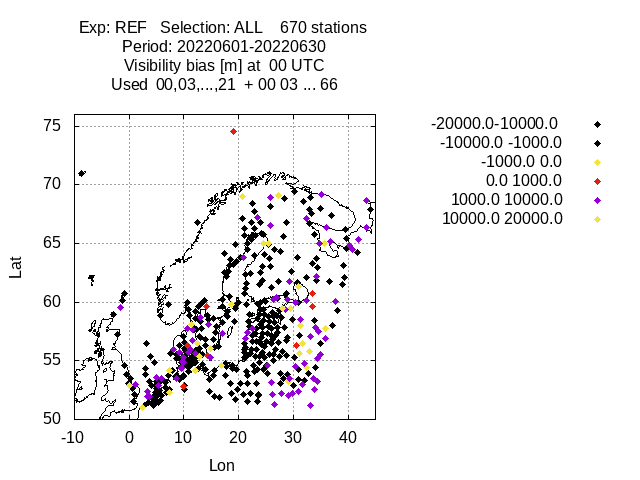 Exp: REF   Selection: ALL    670 stations
Period: 20220601-20220630
Visibility bias [m] at  00 UTC
Used  00,03,...,21  + 00 03 ... 66
-20000.0-10000.0
-10000.0 -1000.0
-1000.0 0.0
0.0 1000.0
1000.0 10000.0
10000.0 20000.0
75
70
65
60
55
50
Lat
-10 0 10 20 30 40
Lon